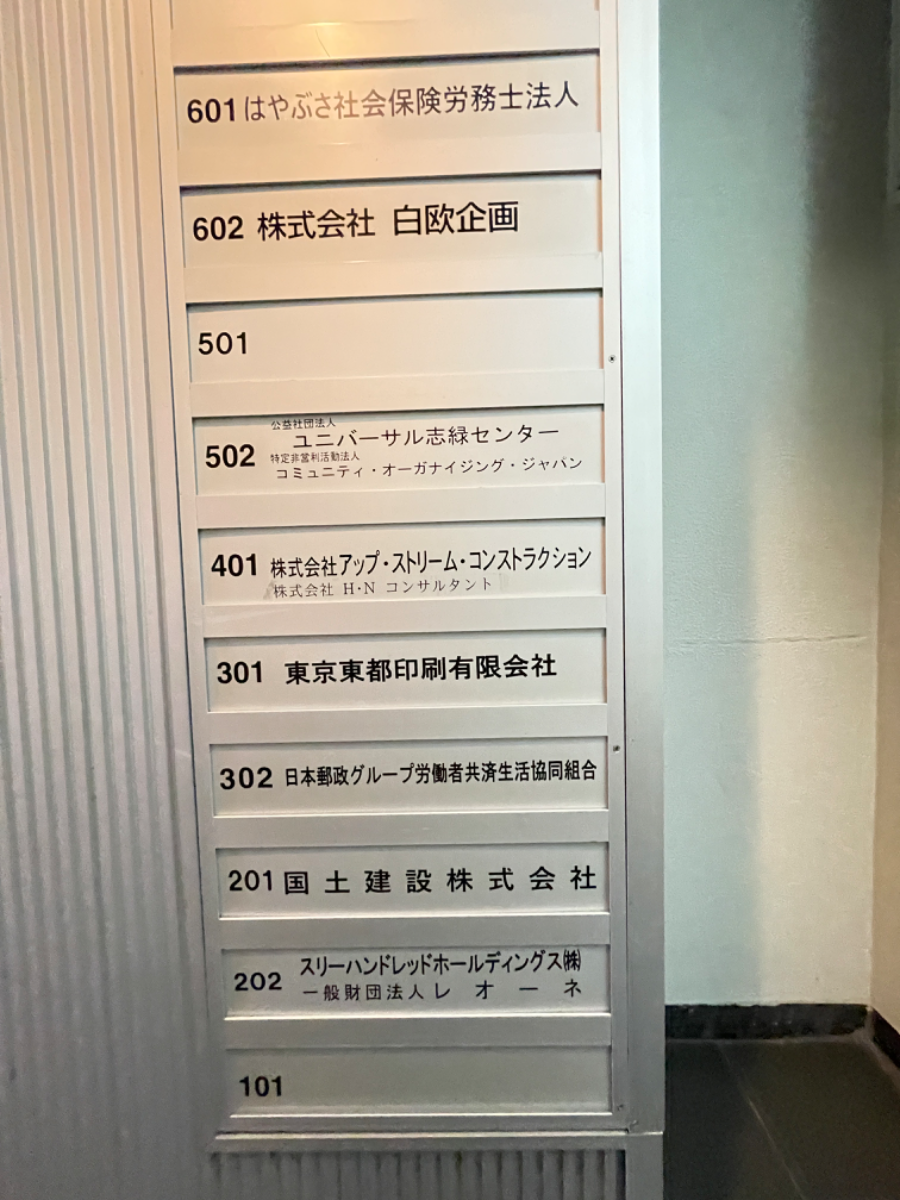 601 はやぶさ社会保険労務士法人
602 株式会社 白欧企画
501
公益社団法人
502 ユニバーサル志緑センター
特定非営利活動法人
コミュニティ・オーガナイジング・ジャパン
401 株式会社アップ・ストリーム・コンストラクション
株式会社 H・N コンサルタント
301 東京東都印刷有限会社
302 日本郵政グループ労働者共済生活協同組合
201 国土建設株式会社
202 スリーハンドレッドホールディングス㈱
一般財団法人レオーネ
101